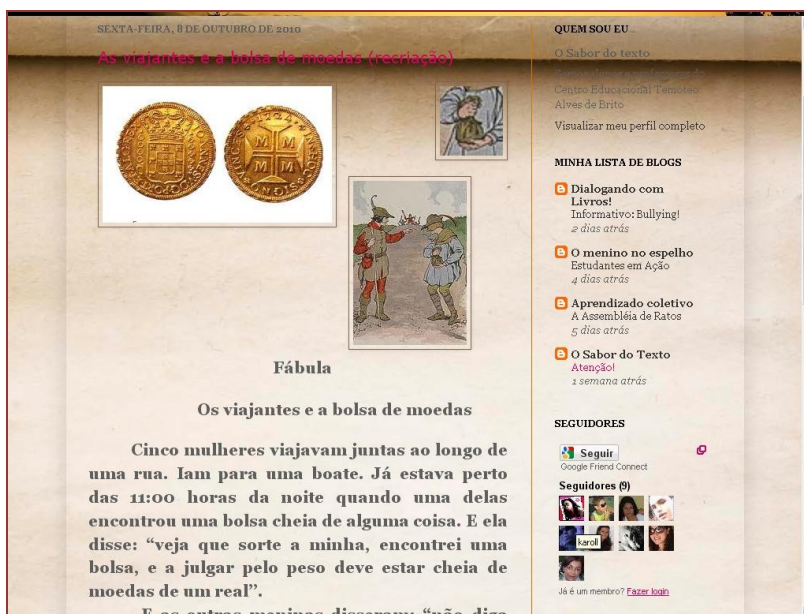 SEXTA-FEIRA, 8 DE OUTUBRO DE 2010
As viajantes e a bolsa de moedas (recriação)
Fábula
Os viajantes e a bolsa de moedas
Cinco mulheres viajavam juntas ao longo de
uma rua. Iam para uma boate. Já estava perto
das 11:00 horas da noite quando uma delas
encontrou uma bolsa cheia de alguma coisa. E ela
disse: “veja que sorte a minha, encontrei uma
bolsa, e a julgar pelo peso deve estar cheia de
moedas de um real”.
E as outras meninas disseram: “não diga
QUEM SOU EU...
O Sabor do texto
Centro Educacional Temoteo
Alves de Brito
Visualizar meu perfil completo
MINHA LISTA DE BLOGS
Dialogando com
Livros!
Informativo: Bullying!
2 dias atrás
O menino no espelho
Estudantes em Ação
4 dias atrás
Aprendizado coletivo
A Assembléia de Ratos
5 dias atrás
O Sabor do Texto
Atenção!
1 semana atrás
SEGUIDORES
Seguir
Google Friend Connect
Seguidores (9)
karoll
Já é um membro? Fazer login